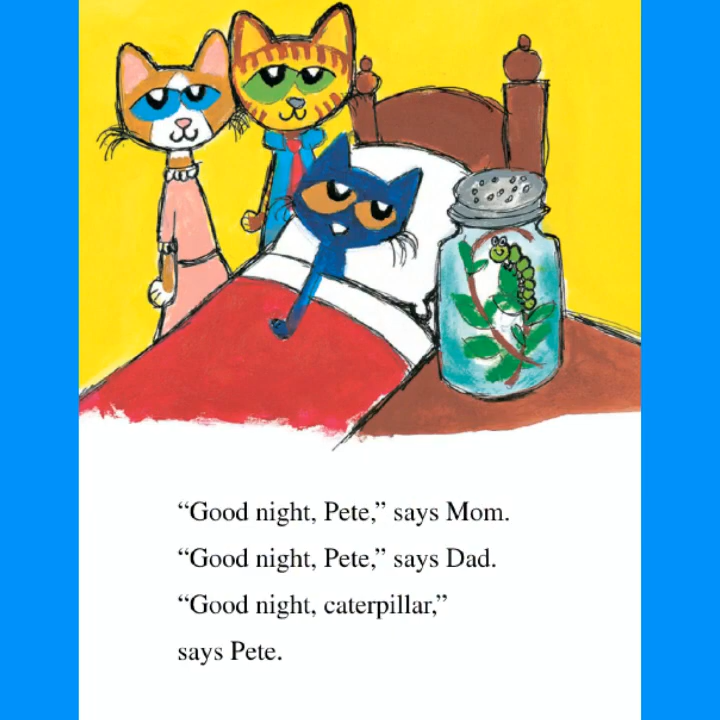 “Good night, Pete,” says Mom.
“Good night, Pete,” says Dad.
“Good night, caterpillar,”
says Pete.